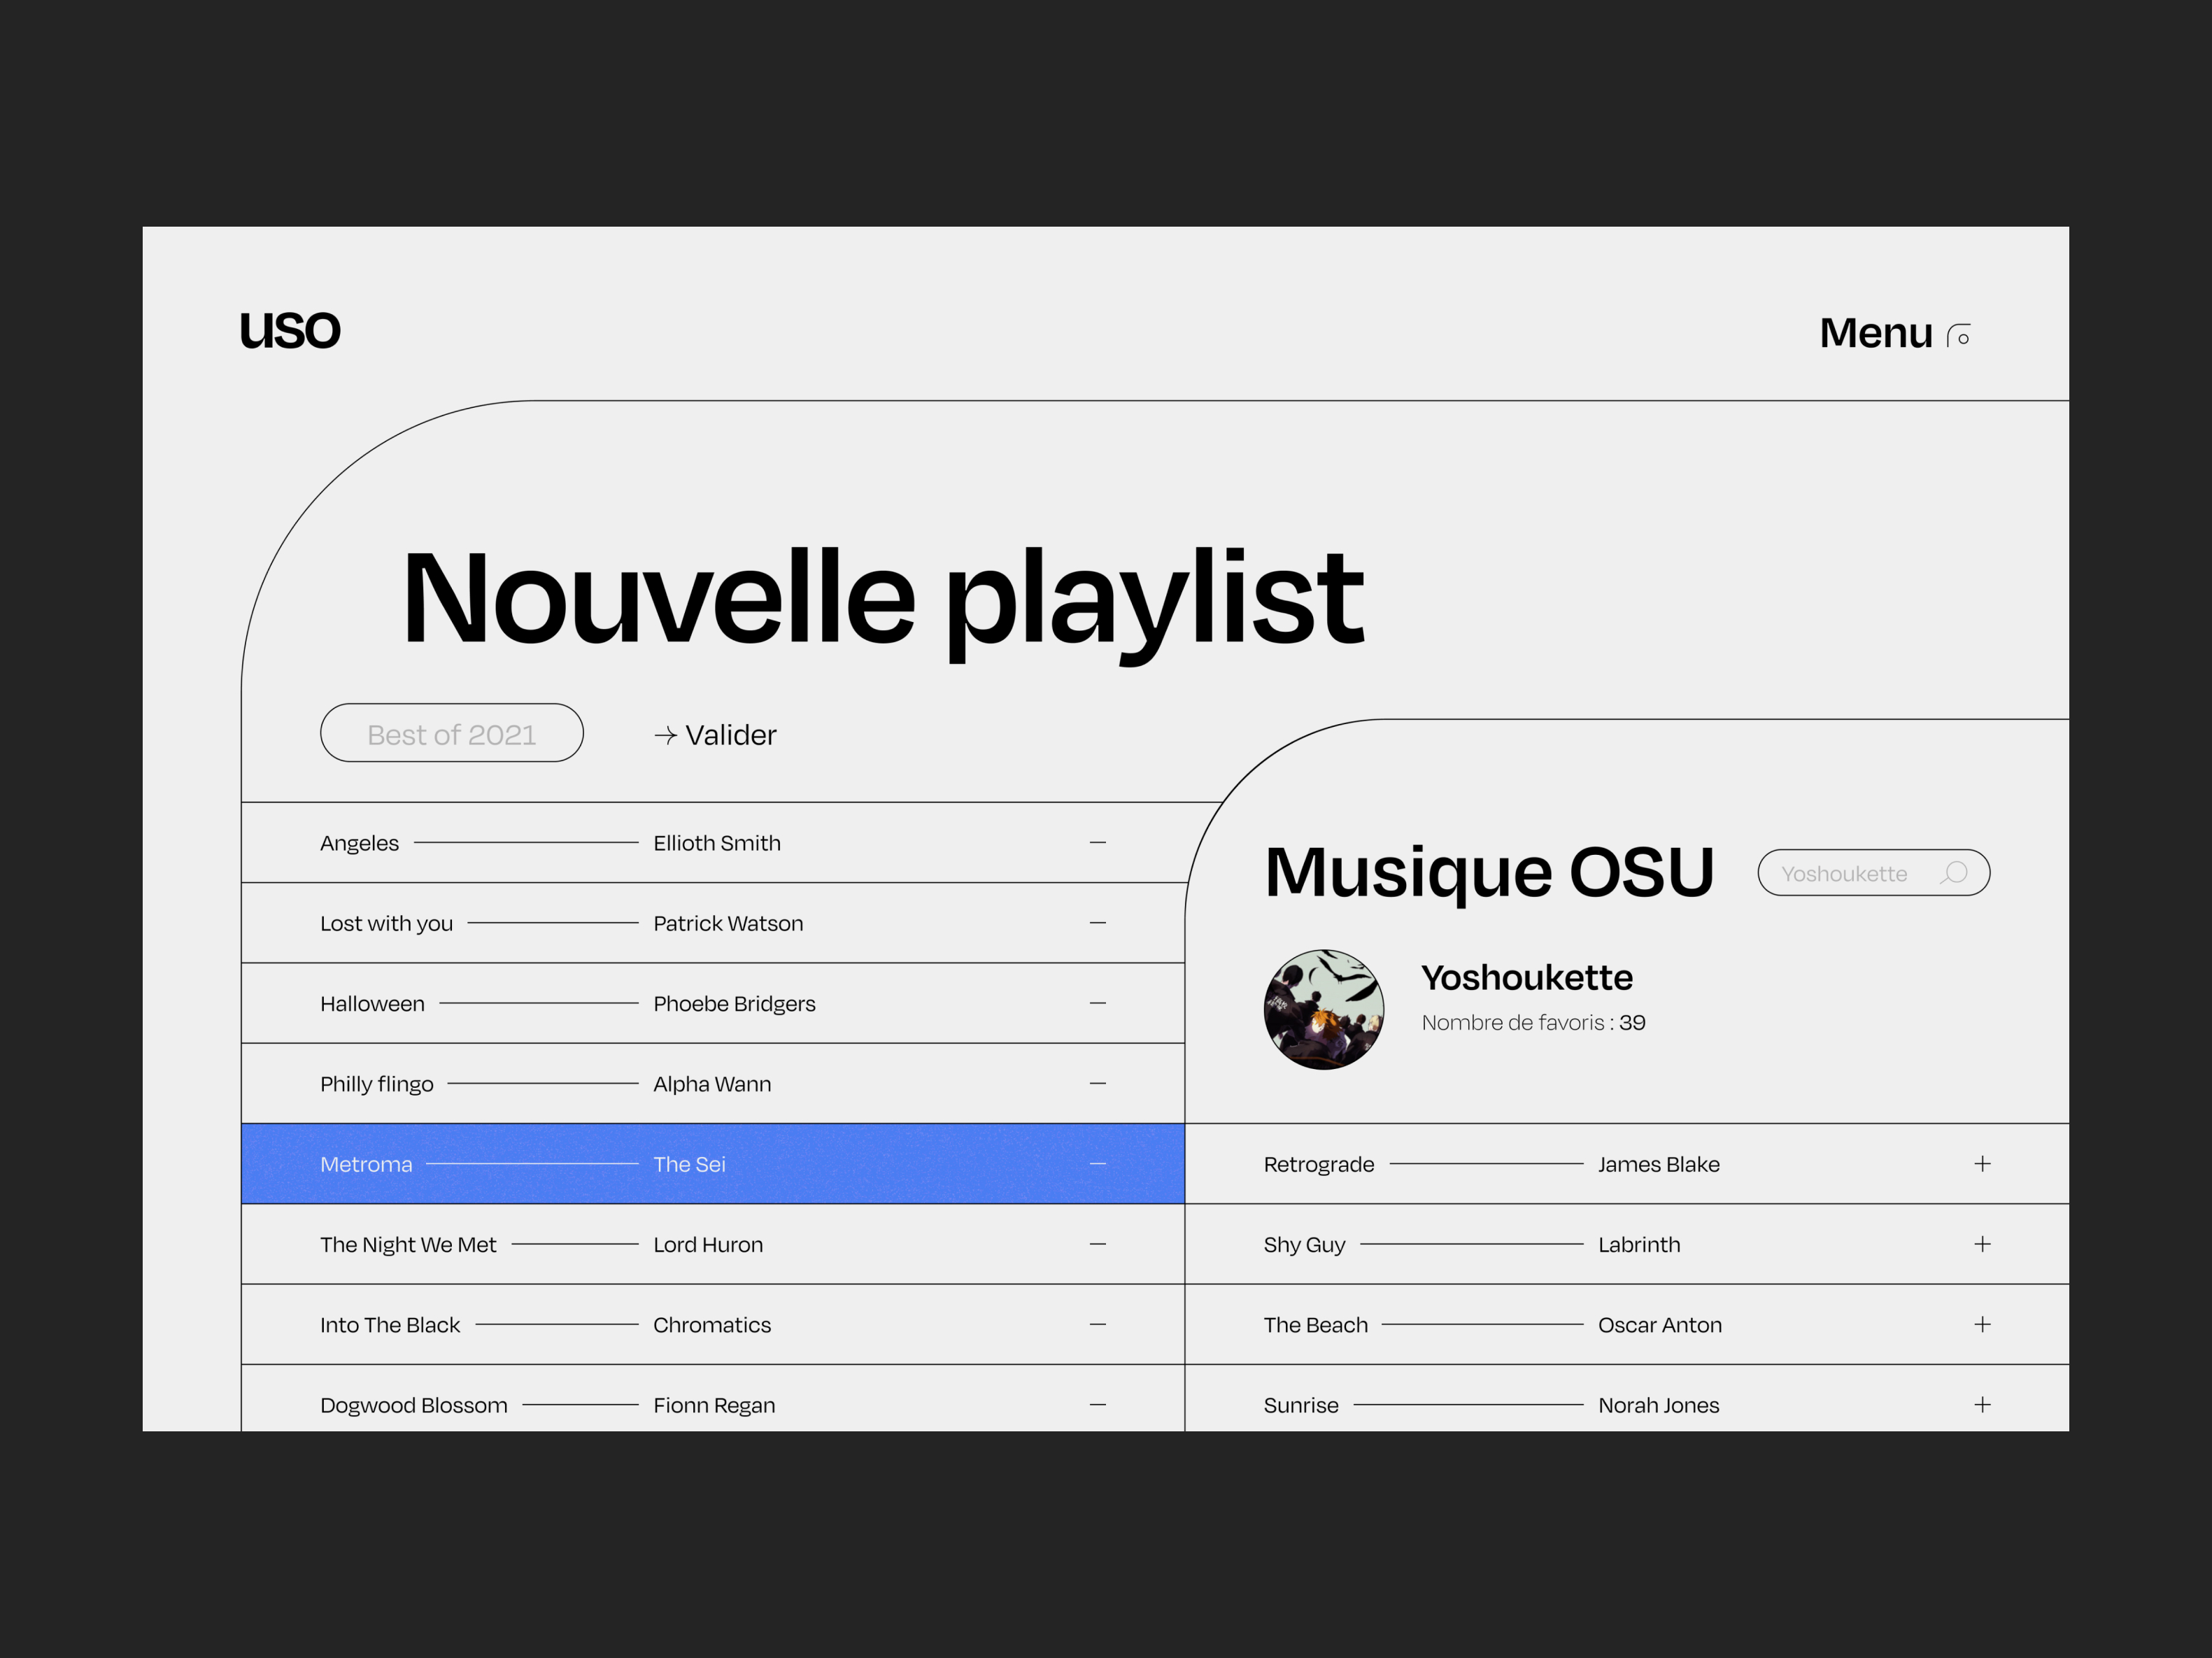 uso
Menu
Nouvelle playlist
Best of 2021
→ Valider
Angeles — Ellioth Smith —
Lost with you — Patrick Watson —
Halloween — Phoebe Bridgers —
Philly flingo — Alpha Wann —
Metroma — The Sei —
The Night We Met — Lord Huron —
Into The Black — Chromatics —
Dogwood Blossom — Fionn Regan —
Musique OSU
Yoshoukette
Yoshoukette
Nombre de favoris : 39
Retrograde — James Blake +
Shy Guy — Labrinth +
The Beach — Oscar Anton +
Sunrise — Norah Jones +